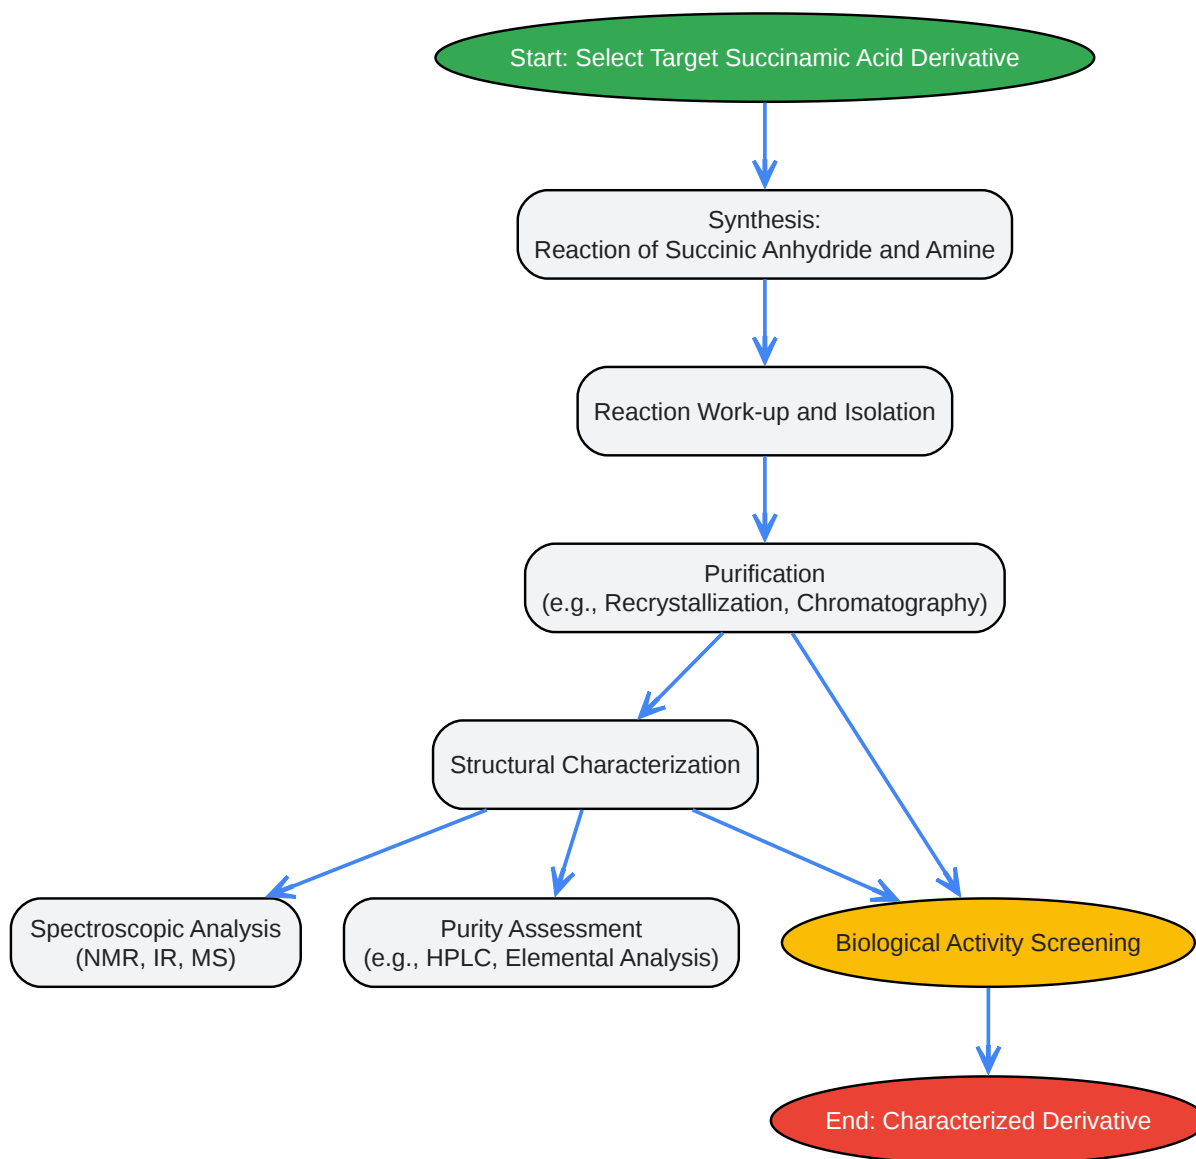 Start: Select Target Succinamic Acid Derivative
Synthesis:
Reaction of Succinic Anhydride and Amine
Reaction Work-up and Isolation
Purification
(e.g., Recrystallization, Chromatography)
Structural Characterization
Spectroscopic Analysis
(NMR, IR, MS)
Purity Assessment
(e.g., HPLC, Elemental Analysis)
Biological Activity Screening
End: Characterized Derivative